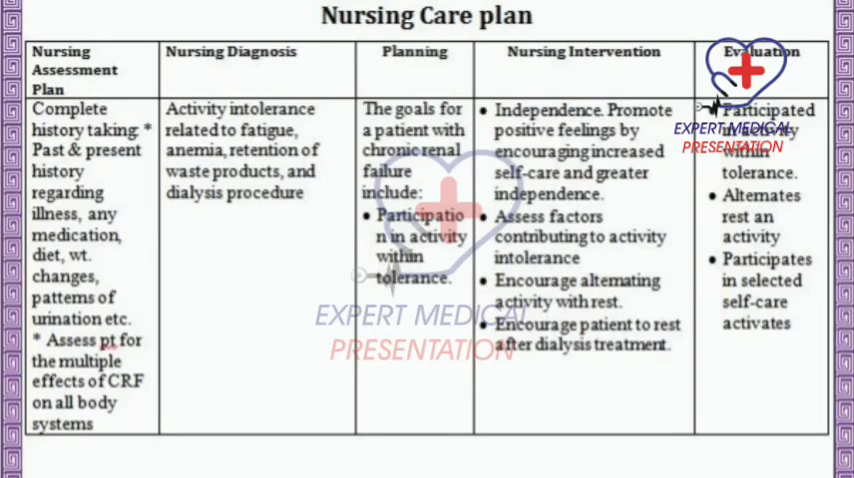 Nursing Care plan
Nursing
Assessment
Plan
Nursing Diagnosis
Planning
Nursing Intervention
Evaluation
Complete
history taking: *
Past & present
history
regarding
illness, any
medication,
diet, wt.
changes,
patterns of
urination etc.
* Assess pt for
the multiple
effects of CRF
on all body
systems
Activity intolerance
related to fatigue,
anemia, retention of
waste products, and
dialysis procedure
The goals for
a patient with
chronic renal
failure
include:
• Participatio
n in activity
within
tolerance.
• Independence. Promote
positive feelings by
encouraging increased
self-care and greater
independence.
• Assess factors
contributing to activity
intolerance
• Encourage alternating
activity with rest.
• Encourage patient to rest
after dialysis treatment.
• Participated
in activity
within
tolerance.
• Alternates
rest an
activity
• Participates
in selected
self-care
activates
EXPERT MEDICAL
PRESENTATION
EXPERT MEDICAL
PRESENTATION